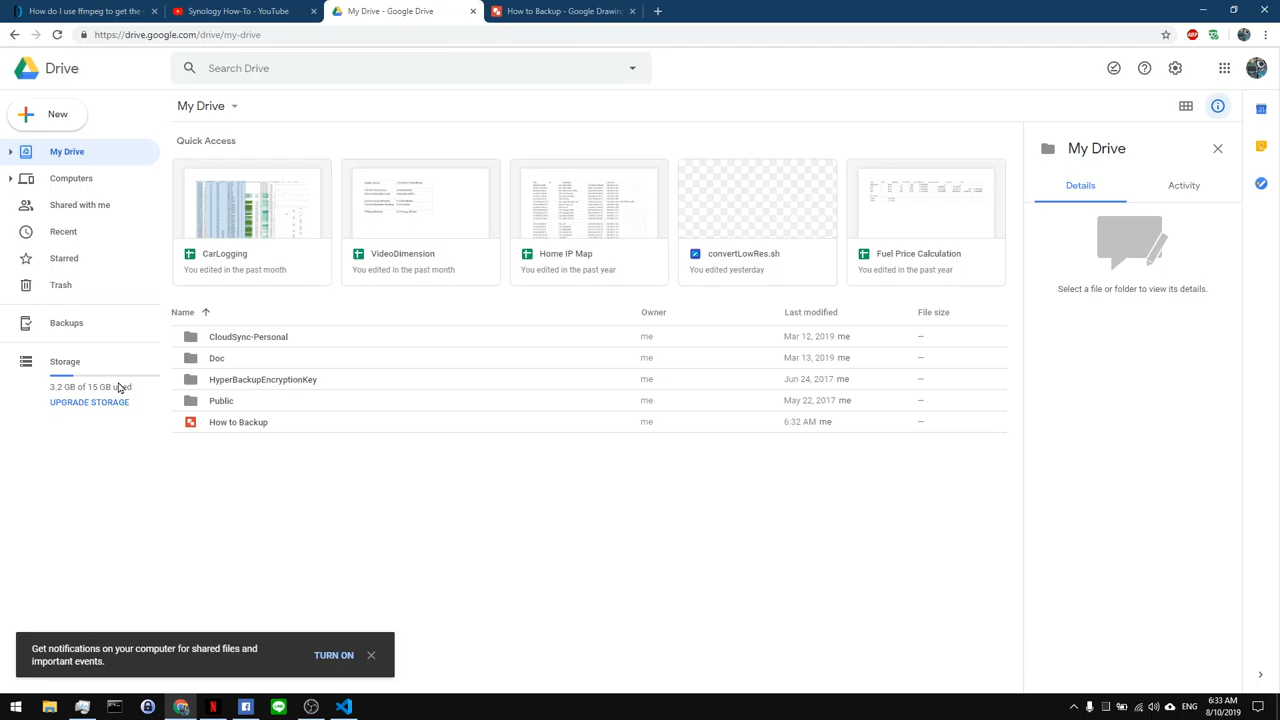 How do I use ffmpeg to get the
Synology How-To - YouTube
My Drive - Google Drive
How to Backup - Google Drawin
https://drive.google.com/drive/my-drive
ABP
Drive
Search Drive
New
My Drive
My Drive
Quick Access
My Drive
Computers
Shared with me
Recent
Starred
Trash
Backups
Storage
3.2 GB of 15 GB used
UPGRADE STORAGE
CarLogging
You edited in the past month
VideoDimension
You edited in the past month
Home IP Map
You edited in the past year
convertLowRes.sh
You edited yesterday
Fuel Price Calculation
You edited in the past year
Details
Activity
Select a file or folder to view its details.
Name
Owner
Last modified
File size
CloudSync-Personal
me
Mar 12, 2019 me
—
Doc
me
Mar 13, 2019 me
—
HyperBackupEncryptionKey
me
Jun 24, 2017 me
—
Public
me
May 22, 2017 me
—
How to Backup
me
6:32 AM me
—
Get notifications on your computer for shared files and
important events.
TURN ON
N
LINE
ENG
6:33 AM
8/10/2019